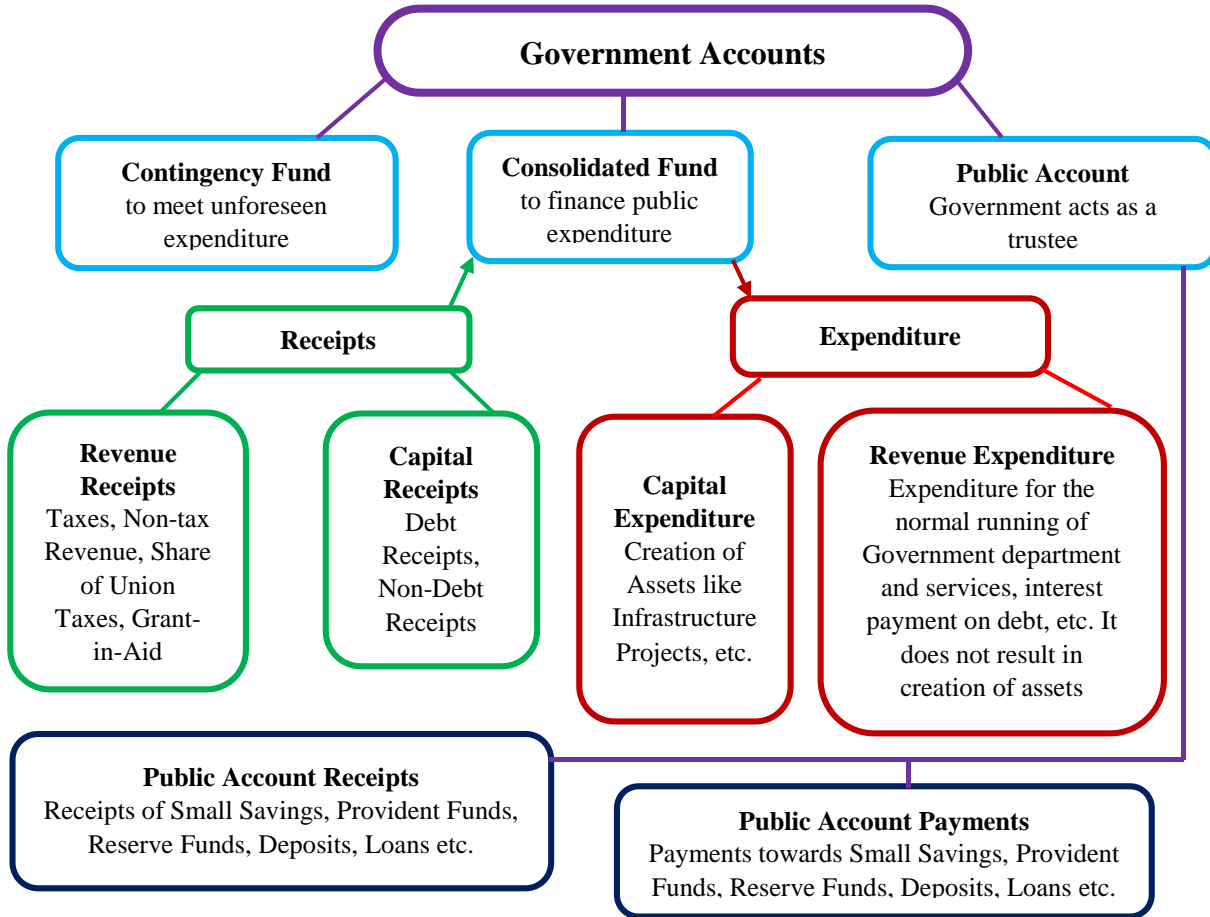 Government Accounts
Contingency Fund
to meet unforeseen
expenditure
Consolidated Fund
to finance public
expenditure
Public Account
Government acts as a
trustee
Receipts
Expenditure
Revenue
Receipts
Taxes, Non-tax
Revenue, Share
of Union
Taxes, Grant-
in-Aid
Capital
Receipts
Debt
Receipts,
Non-Debt
Receipts
Capital
Expenditure
Creation of
Assets like
Infrastructure
Projects, etc.
Revenue Expenditure
Expenditure for the
normal running of
Government department
and services, interest
payment on debt, etc. It
does not result in
creation of assets
Public Account Receipts
Receipts of Small Savings, Provident Funds,
Reserve Funds, Deposits, Loans etc.
Public Account Payments
Payments towards Small Savings, Provident
Funds, Reserve Funds, Deposits, Loans etc.